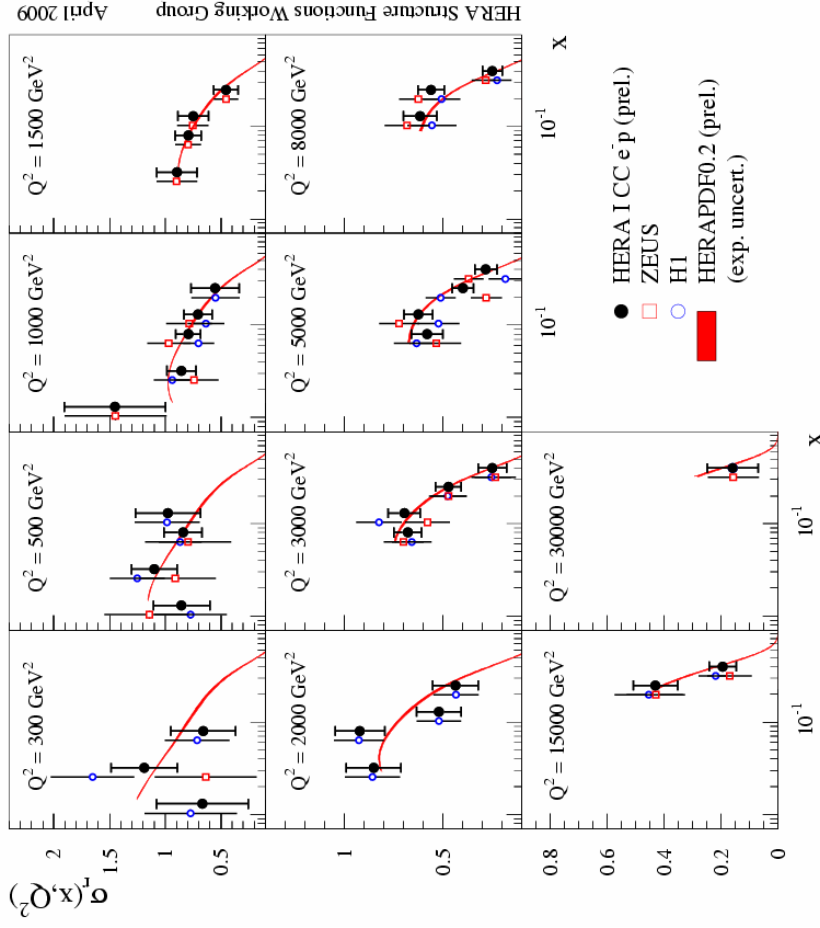 σr(x,Q²)
Q² = 300 GeV²
Q² = 500 GeV²
Q² = 1000 GeV²
Q² = 1500 GeV²
2
1.5
1
0.5
Q² = 2000 GeV²
Q² = 3000 GeV²
Q² = 5000 GeV²
Q² = 8000 GeV²
1
0.5
10⁻¹
10⁻¹
x
Q² = 15000 GeV²
Q² = 30000 GeV²
0.8
0.6
0.4
0.2
0
10⁻¹
10⁻¹
x
HERA I CC e⁻p (prel.)
ZEUS
H1
HERAPDF0.2 (prel.)
(exp. uncert.)
April 2009
HERA Structure Functions Working Group